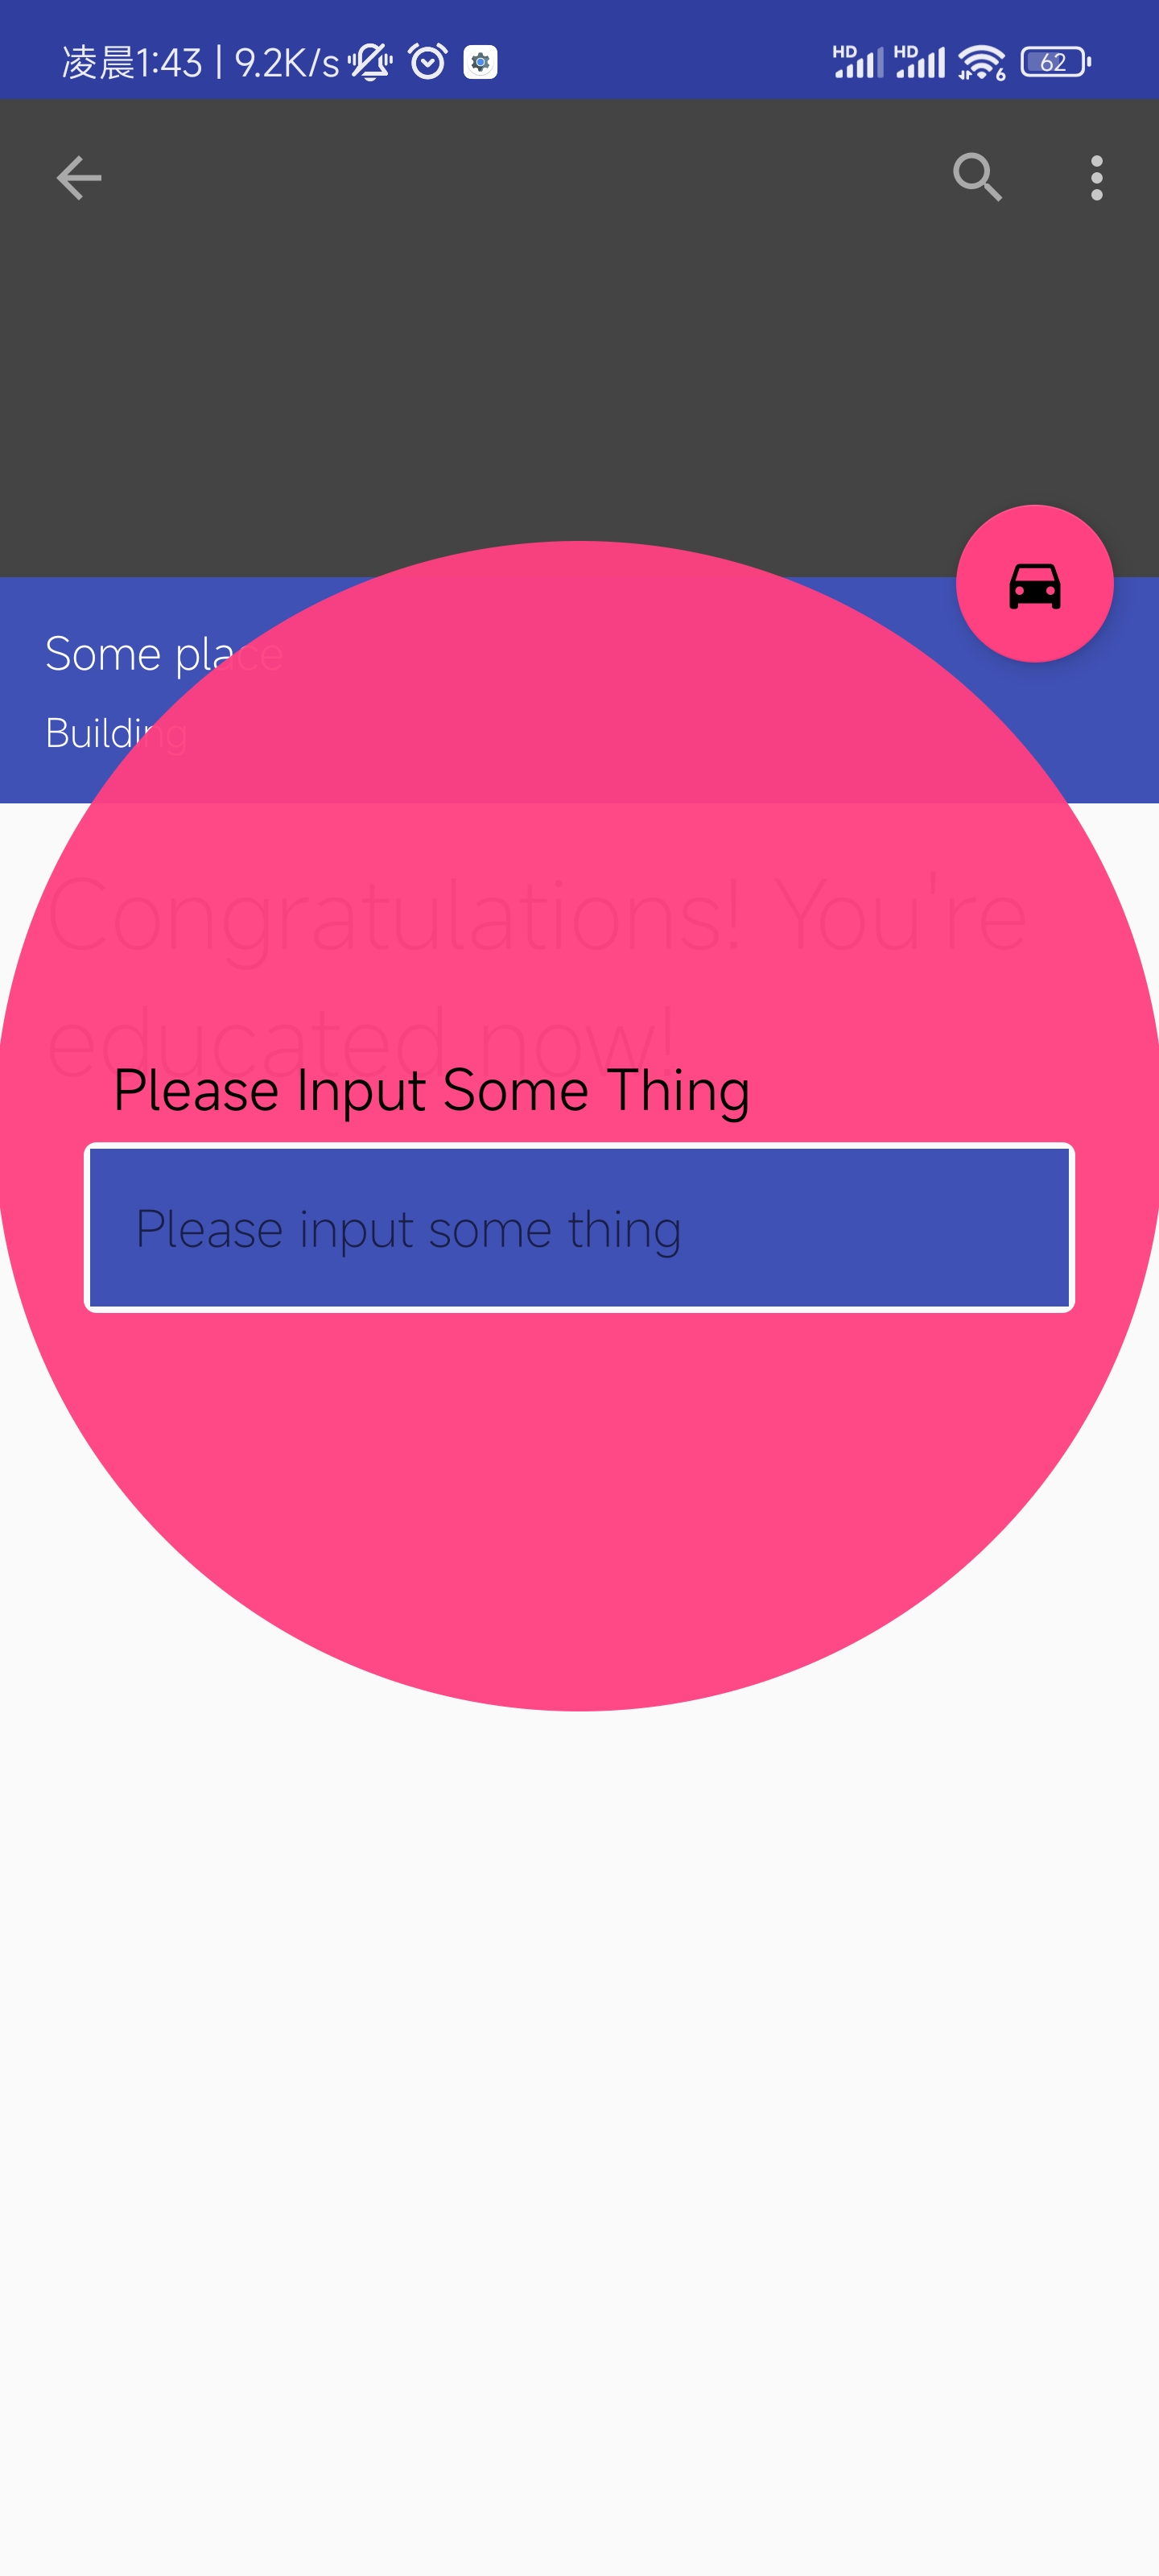 凌晨1:43 | 9.2K/s
HD HD 6 62
Some place
Building
Congratulations! You're
educated now!
Please Input Some Thing
Please input some thing